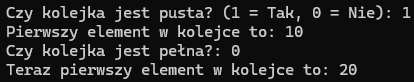 Czy kolejka jest pusta? (1 = Tak, 0 = Nie): 1
Pierwszy element w kolejce to: 10
Czy kolejka jest pełna?: 0
Teraz pierwszy element w kolejce to: 20